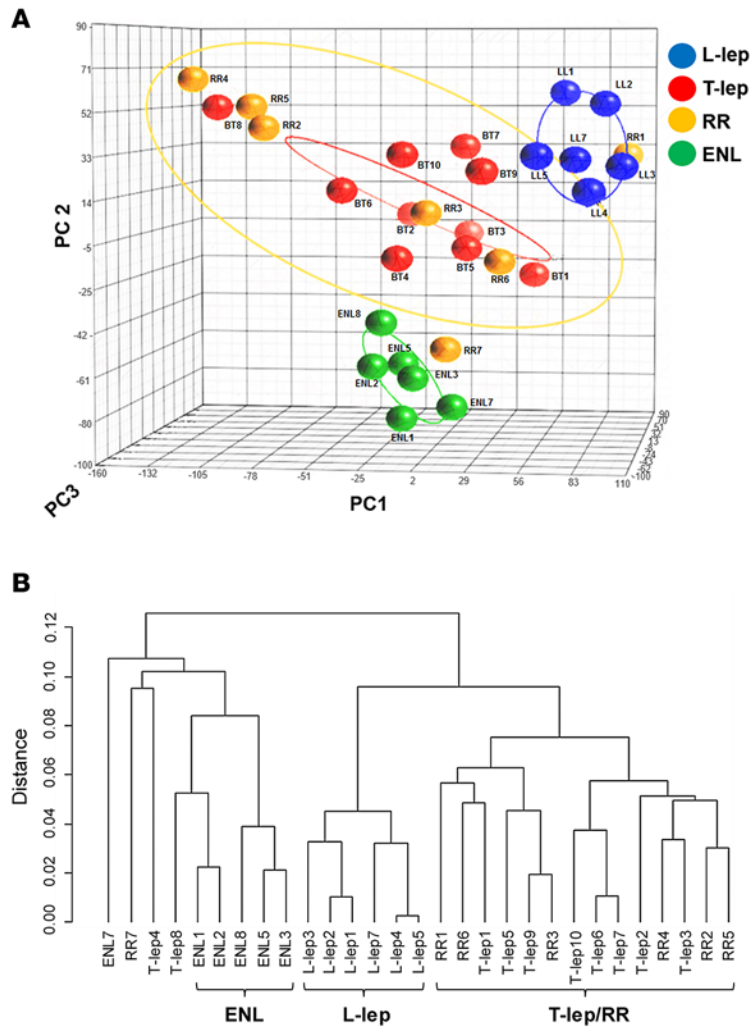 A
90
71
52
33
14
-5
-25
-42
-61
-80
-100
PC 2
-160
-132
-105
-78
-51
-25
2
29
56
83
110
PC1
PC3
90
-100
L-lep
T-lep
RR
ENL
RR4
BT8
RR5
RR2
BT10
BT7
BT9
BT6
BT2
RR3
BT3
BT5
RR6
BT1
BT4
LL1
LL2
RR1
LL7
LL5
LL3
LL4
ENL8
ENL5
ENL2
ENL3
ENL7
ENL1
RR7
B
Distance
0.12
0.10
0.08
0.06
0.04
0.02
0.00
ENL7
RR7
T-lep4
T-lep8
ENL1
ENL2
ENL8
ENL5
ENL3
L-lep3
L-lep2
L-lep1
L-lep7
L-lep4
L-lep5
RR1
RR6
T-lep1
T-lep5
T-lep9
RR3
T-lep10
T-lep6
T-lep7
T-lep2
RR4
T-lep3
RR2
RR5
ENL
L-lep
T-lep/RR